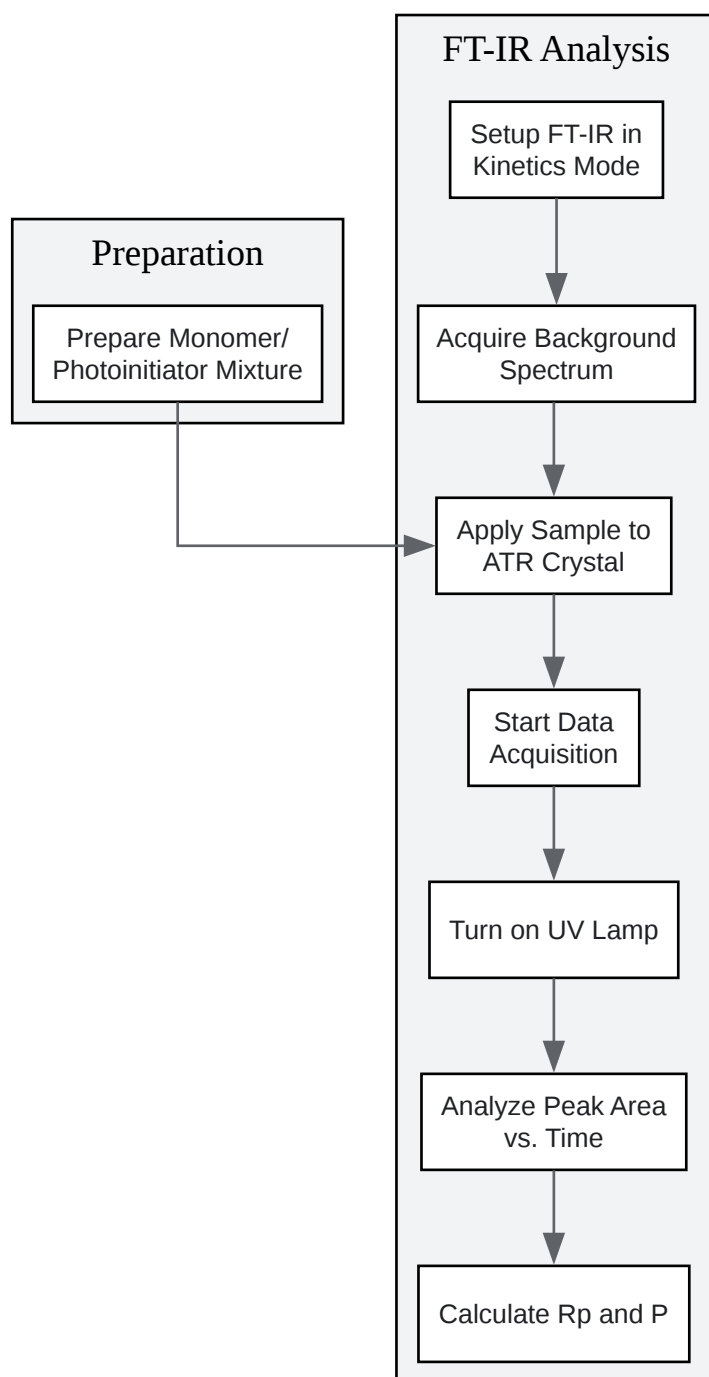 FT-IR Analysis
Setup FT-IR in
Kinetics Mode
Preparation
Prepare Monomer/
Photoinitiator Mixture
Acquire Background
Spectrum
Apply Sample to
ATR Crystal
Start Data
Acquisition
Turn on UV Lamp
Analyze Peak Area
vs. Time
Calculate Rp and P